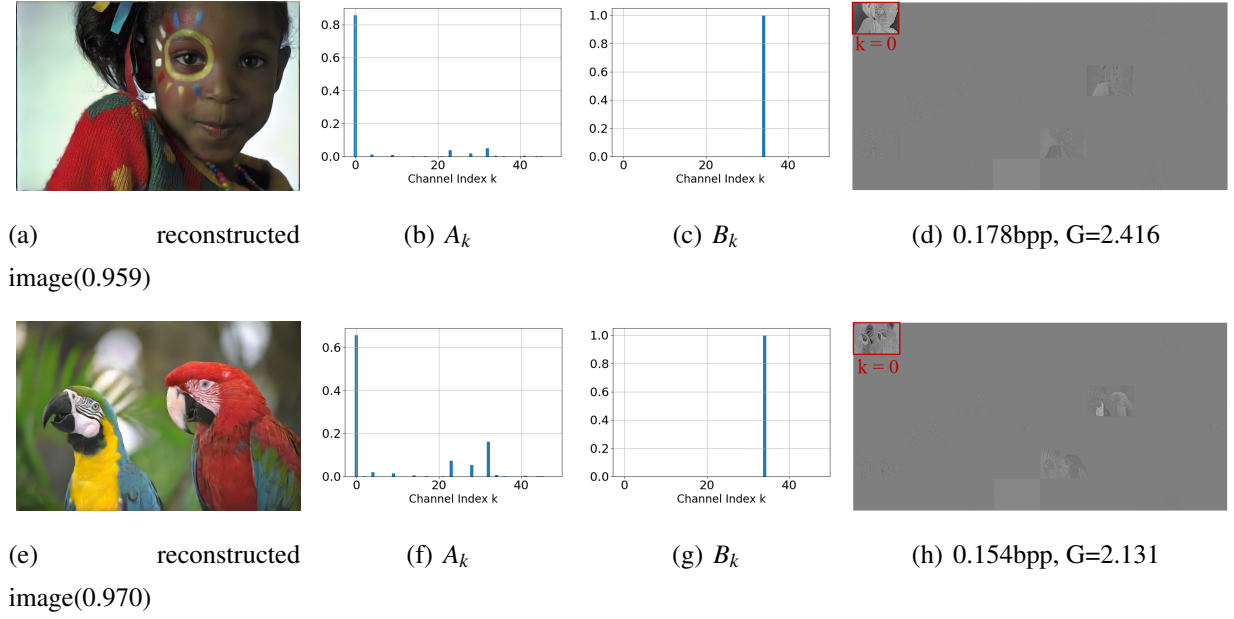 0.8
0.6
0.4
0.2
0.0
0 20 40
Channel Index k
1.0
0.8
0.6
0.4
0.2
0.0
0 20 40
Channel Index k
k = 0
(a) reconstructed
image(0.959)
(b) A_k
(c) B_k
(d) 0.178bpp, G=2.416
0.6
0.4
0.2
0.0
0 20 40
Channel Index k
1.0
0.8
0.6
0.4
0.2
0.0
0 20 40
Channel Index k
k = 0
(e) reconstructed
image(0.970)
(f) A_k
(g) B_k
(h) 0.154bpp, G=2.131